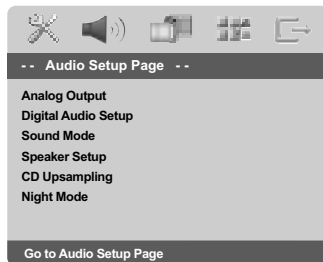 -- Audio Setup Page --
Analog Output
Digital Audio Setup
Sound Mode
Speaker Setup
CD Upsampling
Night Mode
Go to Audio Setup Page